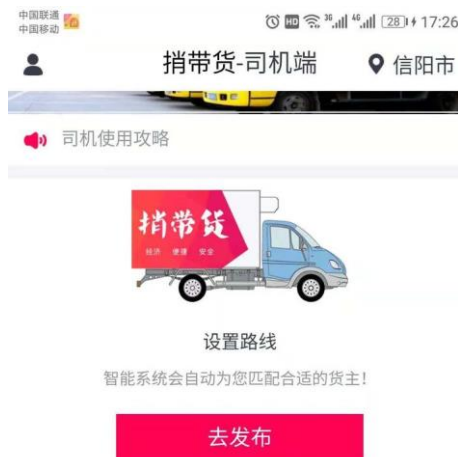 中国联通
中国移动
HD 3G 4G 28 17:26
捎带货-司机端
信阳市
司机使用攻略
捎带货
经济 便捷 安全
设置路线
智能系统会自动为您匹配合适的货主！
去发布